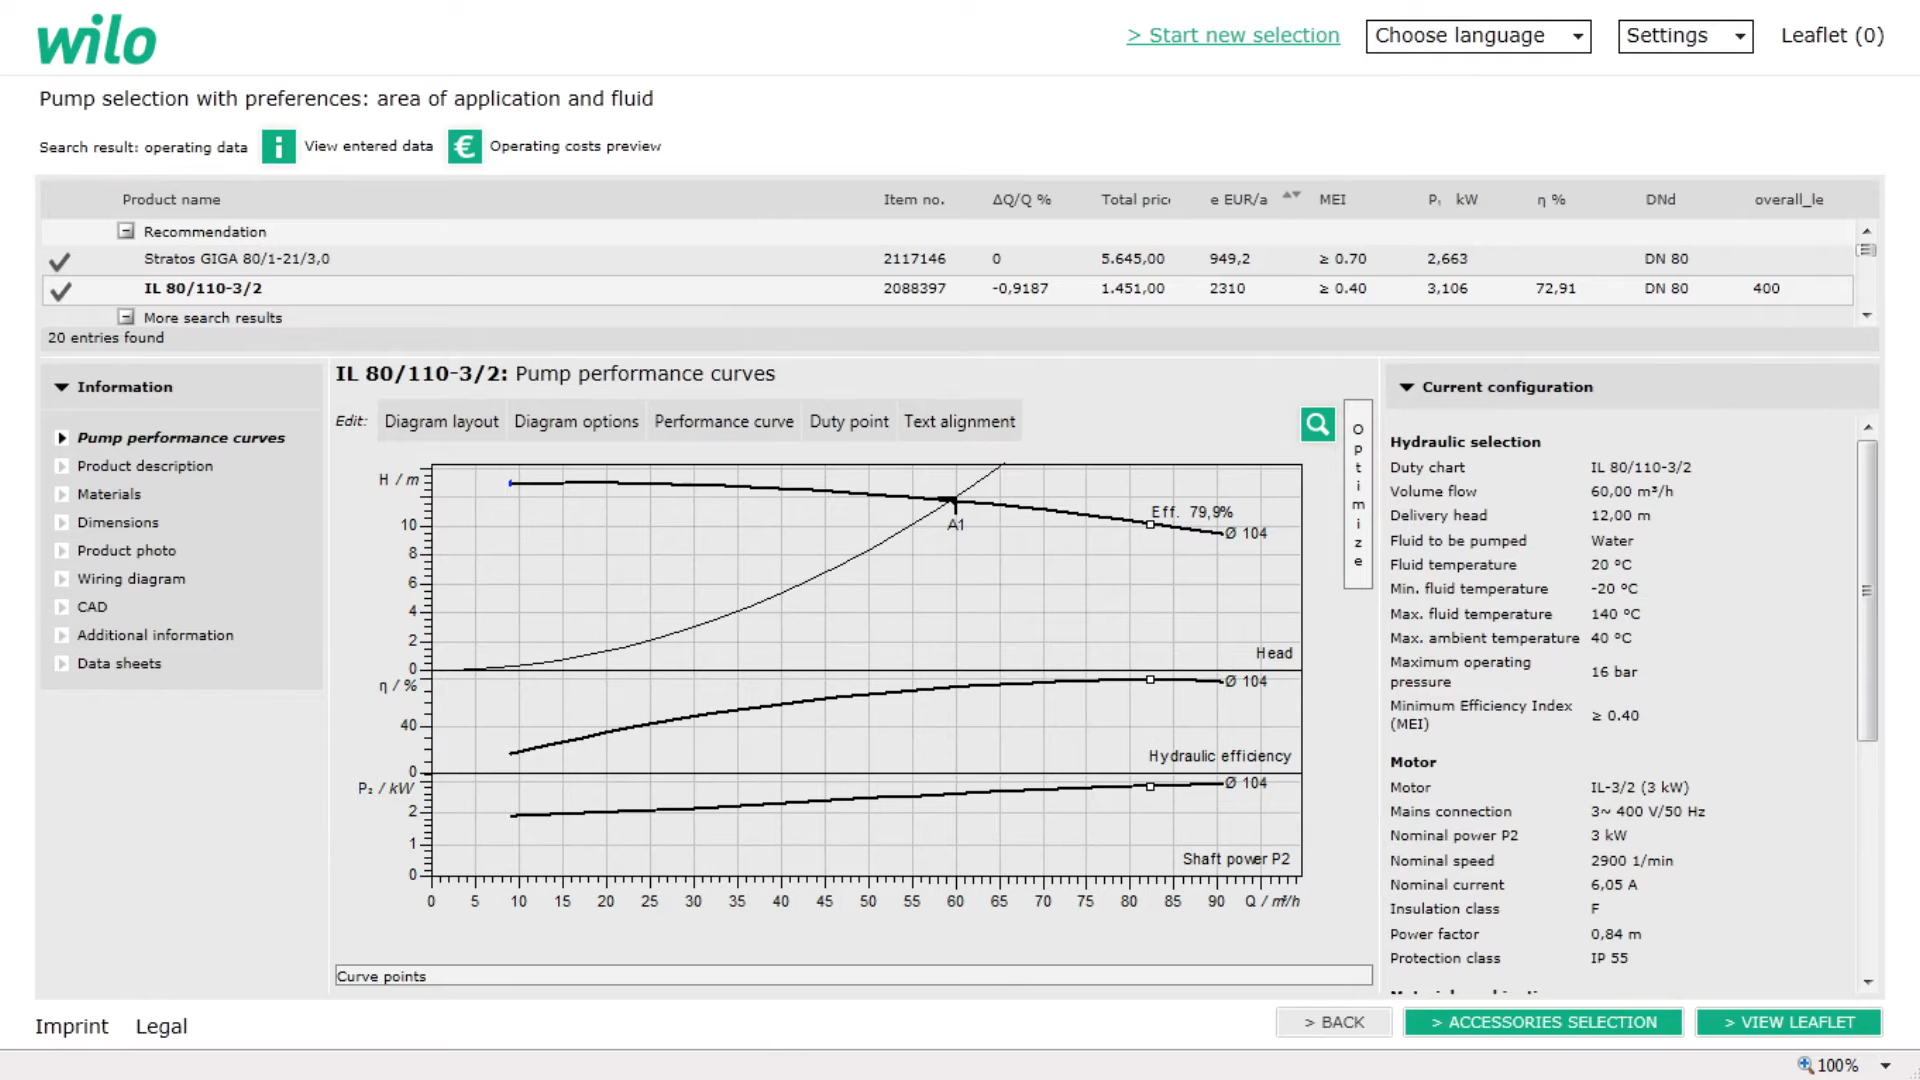 wilo
> Start new selection
Choose language
Settings
Leaflet (0)
Pump selection with preferences: area of application and fluid
Search result: operating data
i
View entered data
€
Operating costs preview
Product name Item no. ΔQ/Q % Total pric e EUR/a MEI P₁ kW η % DNd overall_le
Recommendation
Stratos GIGA 80/1-21/3,0 2117146 0 5.645,00 949,2 ≥ 0.70 2,663 DN 80
IL 80/110-3/2 2088397 -0,9187 1.451,00 2310 ≥ 0.40 3,106 72,91 DN 80 400
More search results
20 entries found
Information
Pump performance curves
Product description
Materials
Dimensions
Product photo
Wiring diagram
CAD
Additional information
Data sheets
IL 80/110-3/2: Pump performance curves
Edit: Diagram layout Diagram options Performance curve Duty point Text alignment
Optimize
H / m
10
8
6
4
2
0
A1
Eff. 79,9%
Ø 104
Head
η / %
40
0
Ø 104
Hydraulic efficiency
P₂ / kW
2
1
0
Ø 104
Shaft power P2
0 5 10 15 20 25 30 35 40 45 50 55 60 65 70 75 80 85 90 Q / m³/h
Curve points
Current configuration
Hydraulic selection
Duty chart IL 80/110-3/2
Volume flow 60,00 m³/h
Delivery head 12,00 m
Fluid to be pumped Water
Fluid temperature 20 °C
Min. fluid temperature -20 °C
Max. fluid temperature 140 °C
Max. ambient temperature 40 °C
Maximum operating
pressure 16 bar
Minimum Efficiency Index
(MEI) ≥ 0.40
Motor
Motor IL-3/2 (3 kW)
Mains connection 3~ 400 V/50 Hz
Nominal power P2 3 kW
Nominal speed 2900 1/min
Nominal current 6,05 A
Insulation class F
Power factor 0,84 m
Protection class IP 55
Imprint Legal
> BACK
> ACCESSORIES SELECTION
> VIEW LEAFLET
100%